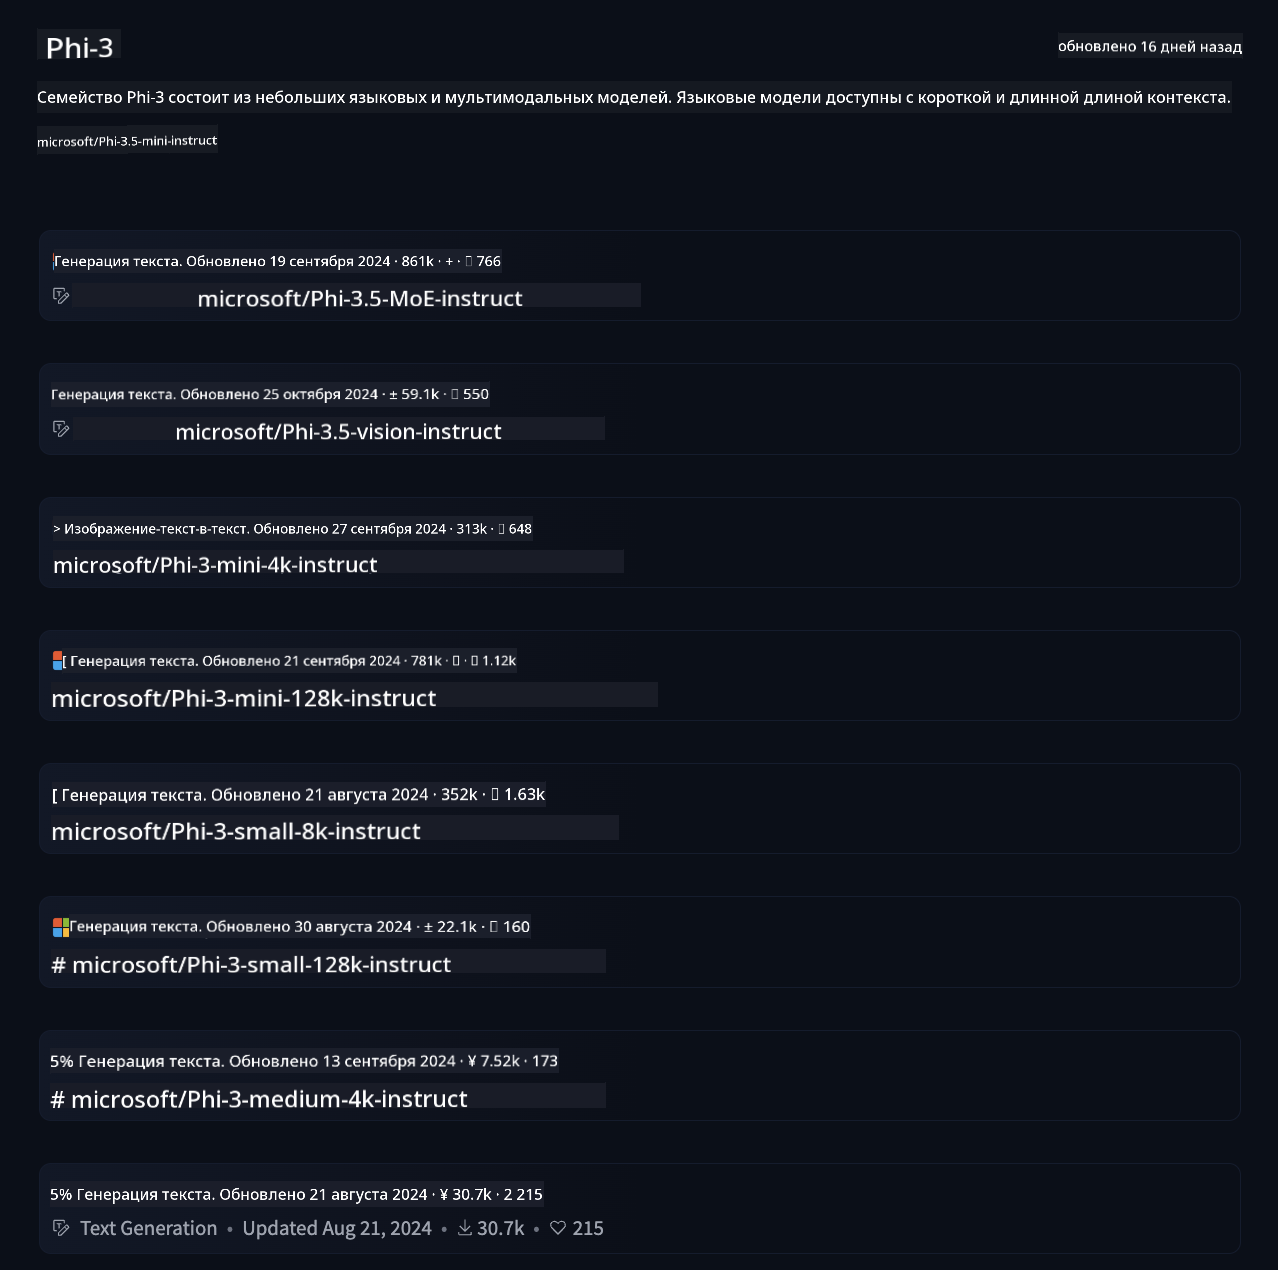 Phi-3
обновлено 16 дней назад
Семейство Phi-3 состоит из небольших языковых и мультимодальных моделей. Языковые модели доступны с короткой и длинной длиной контекста.
microsoft/Phi-3.5-mini-instruct
Генерация текста. Обновлено 19 сентября 2024 · 861k · + · 766
microsoft/Phi-3.5-MoE-instruct
Генерация текста. Обновлено 25 октября 2024 · ± 59.1k · 550
microsoft/Phi-3.5-vision-instruct
> Изображение-текст-в-текст. Обновлено 27 сентября 2024 · 313k · 648
microsoft/Phi-3-mini-4k-instruct
[ Генерация текста. Обновлено 21 сентября 2024 · 781k · · 1.12k
microsoft/Phi-3-mini-128k-instruct
[ Генерация текста. Обновлено 21 августа 2024 · 352k · 1.63k
microsoft/Phi-3-small-8k-instruct
Генерация текста. Обновлено 30 августа 2024 · ± 22.1k · 160
# microsoft/Phi-3-small-128k-instruct
5% Генерация текста. Обновлено 13 сентября 2024 · ¥ 7.52k · 173
# microsoft/Phi-3-medium-4k-instruct
5% Генерация текста. Обновлено 21 августа 2024 · ¥ 30.7k · 2 215
Text Generation • Updated Aug 21, 2024 • 30.7k • 215